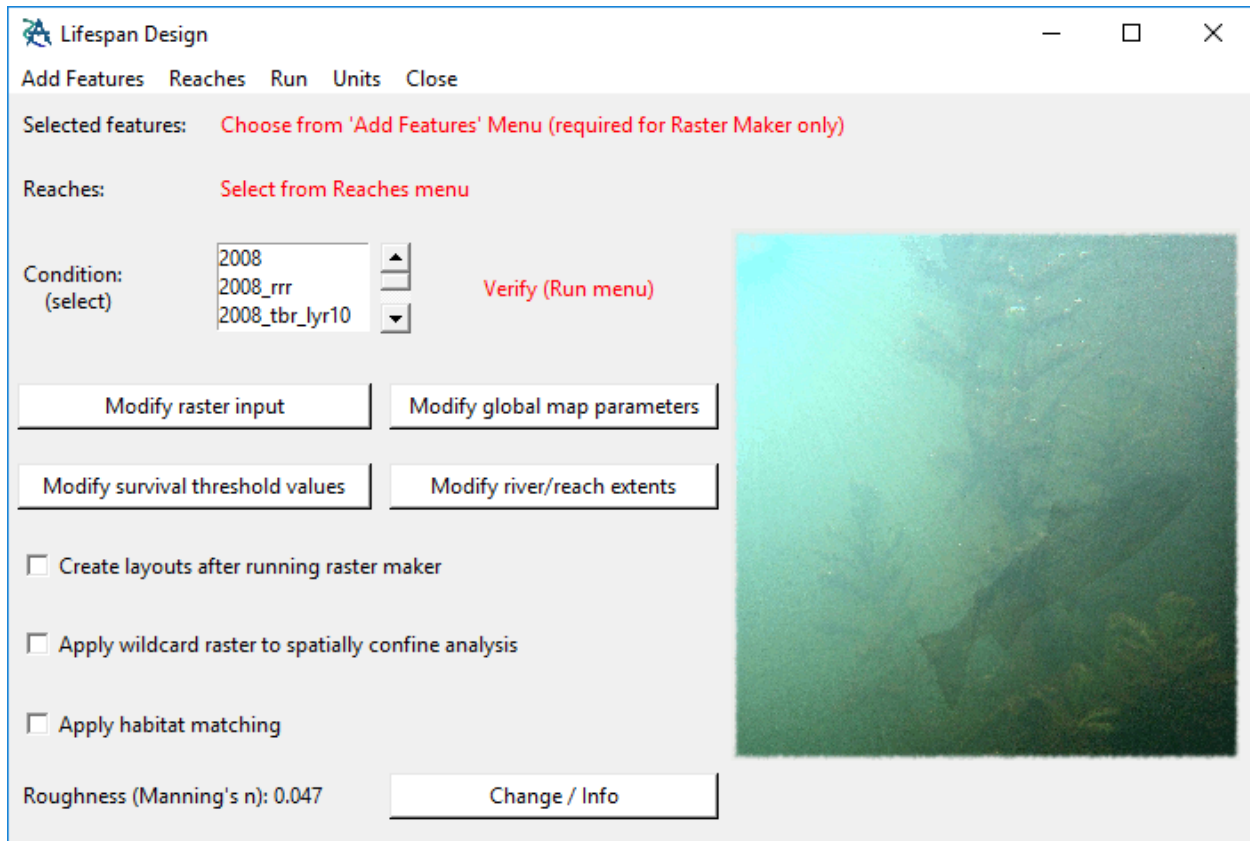 Lifespan Design
Add Features Reaches Run Units Close
Selected features: Choose from 'Add Features' Menu (required for Raster Maker only)
Reaches: Select from Reaches menu
Condition:
(select)
2008
2008_rrr
2008_tbr_lyr10
Verify (Run menu)
Modify raster input Modify global map parameters
Modify survival threshold values Modify river/reach extents
Create layouts after running raster maker
Apply wildcard raster to spatially confine analysis
Apply habitat matching
Roughness (Manning's n): 0.047 Change / Info